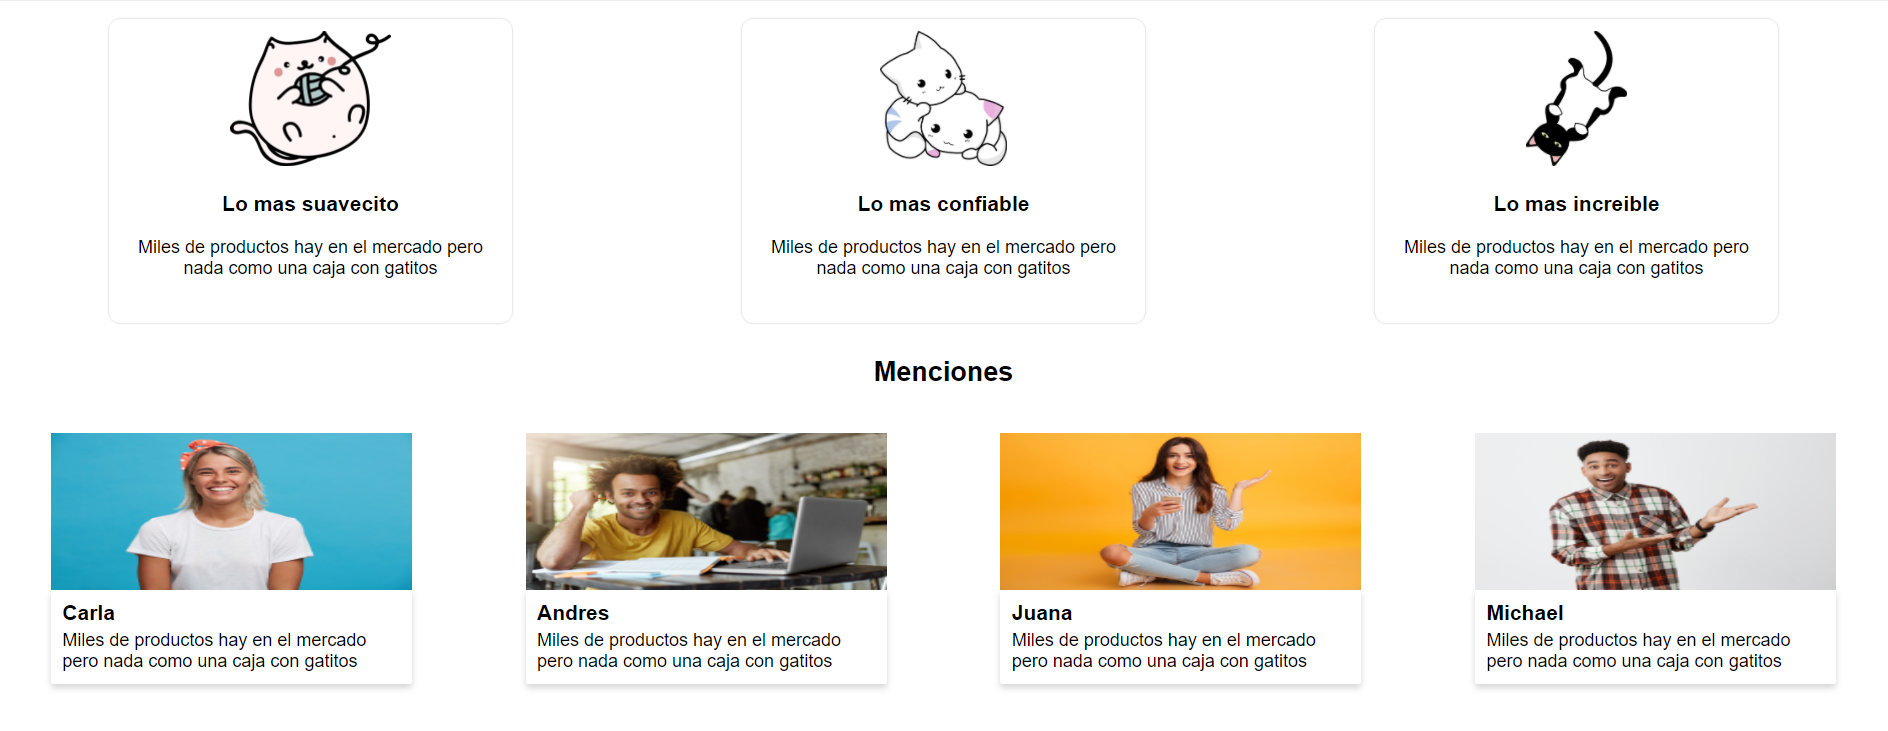 Lo mas suavecito
Miles de productos hay en el mercado pero
nada como una caja con gatitos
Lo mas confiable
Miles de productos hay en el mercado pero
nada como una caja con gatitos
Lo mas increible
Miles de productos hay en el mercado pero
nada como una caja con gatitos
Menciones
Carla
Miles de productos hay en el mercado
pero nada como una caja con gatitos
Andres
Miles de productos hay en el mercado
pero nada como una caja con gatitos
Juana
Miles de productos hay en el mercado
pero nada como una caja con gatitos
Michael
Miles de productos hay en el mercado
pero nada como una caja con gatitos